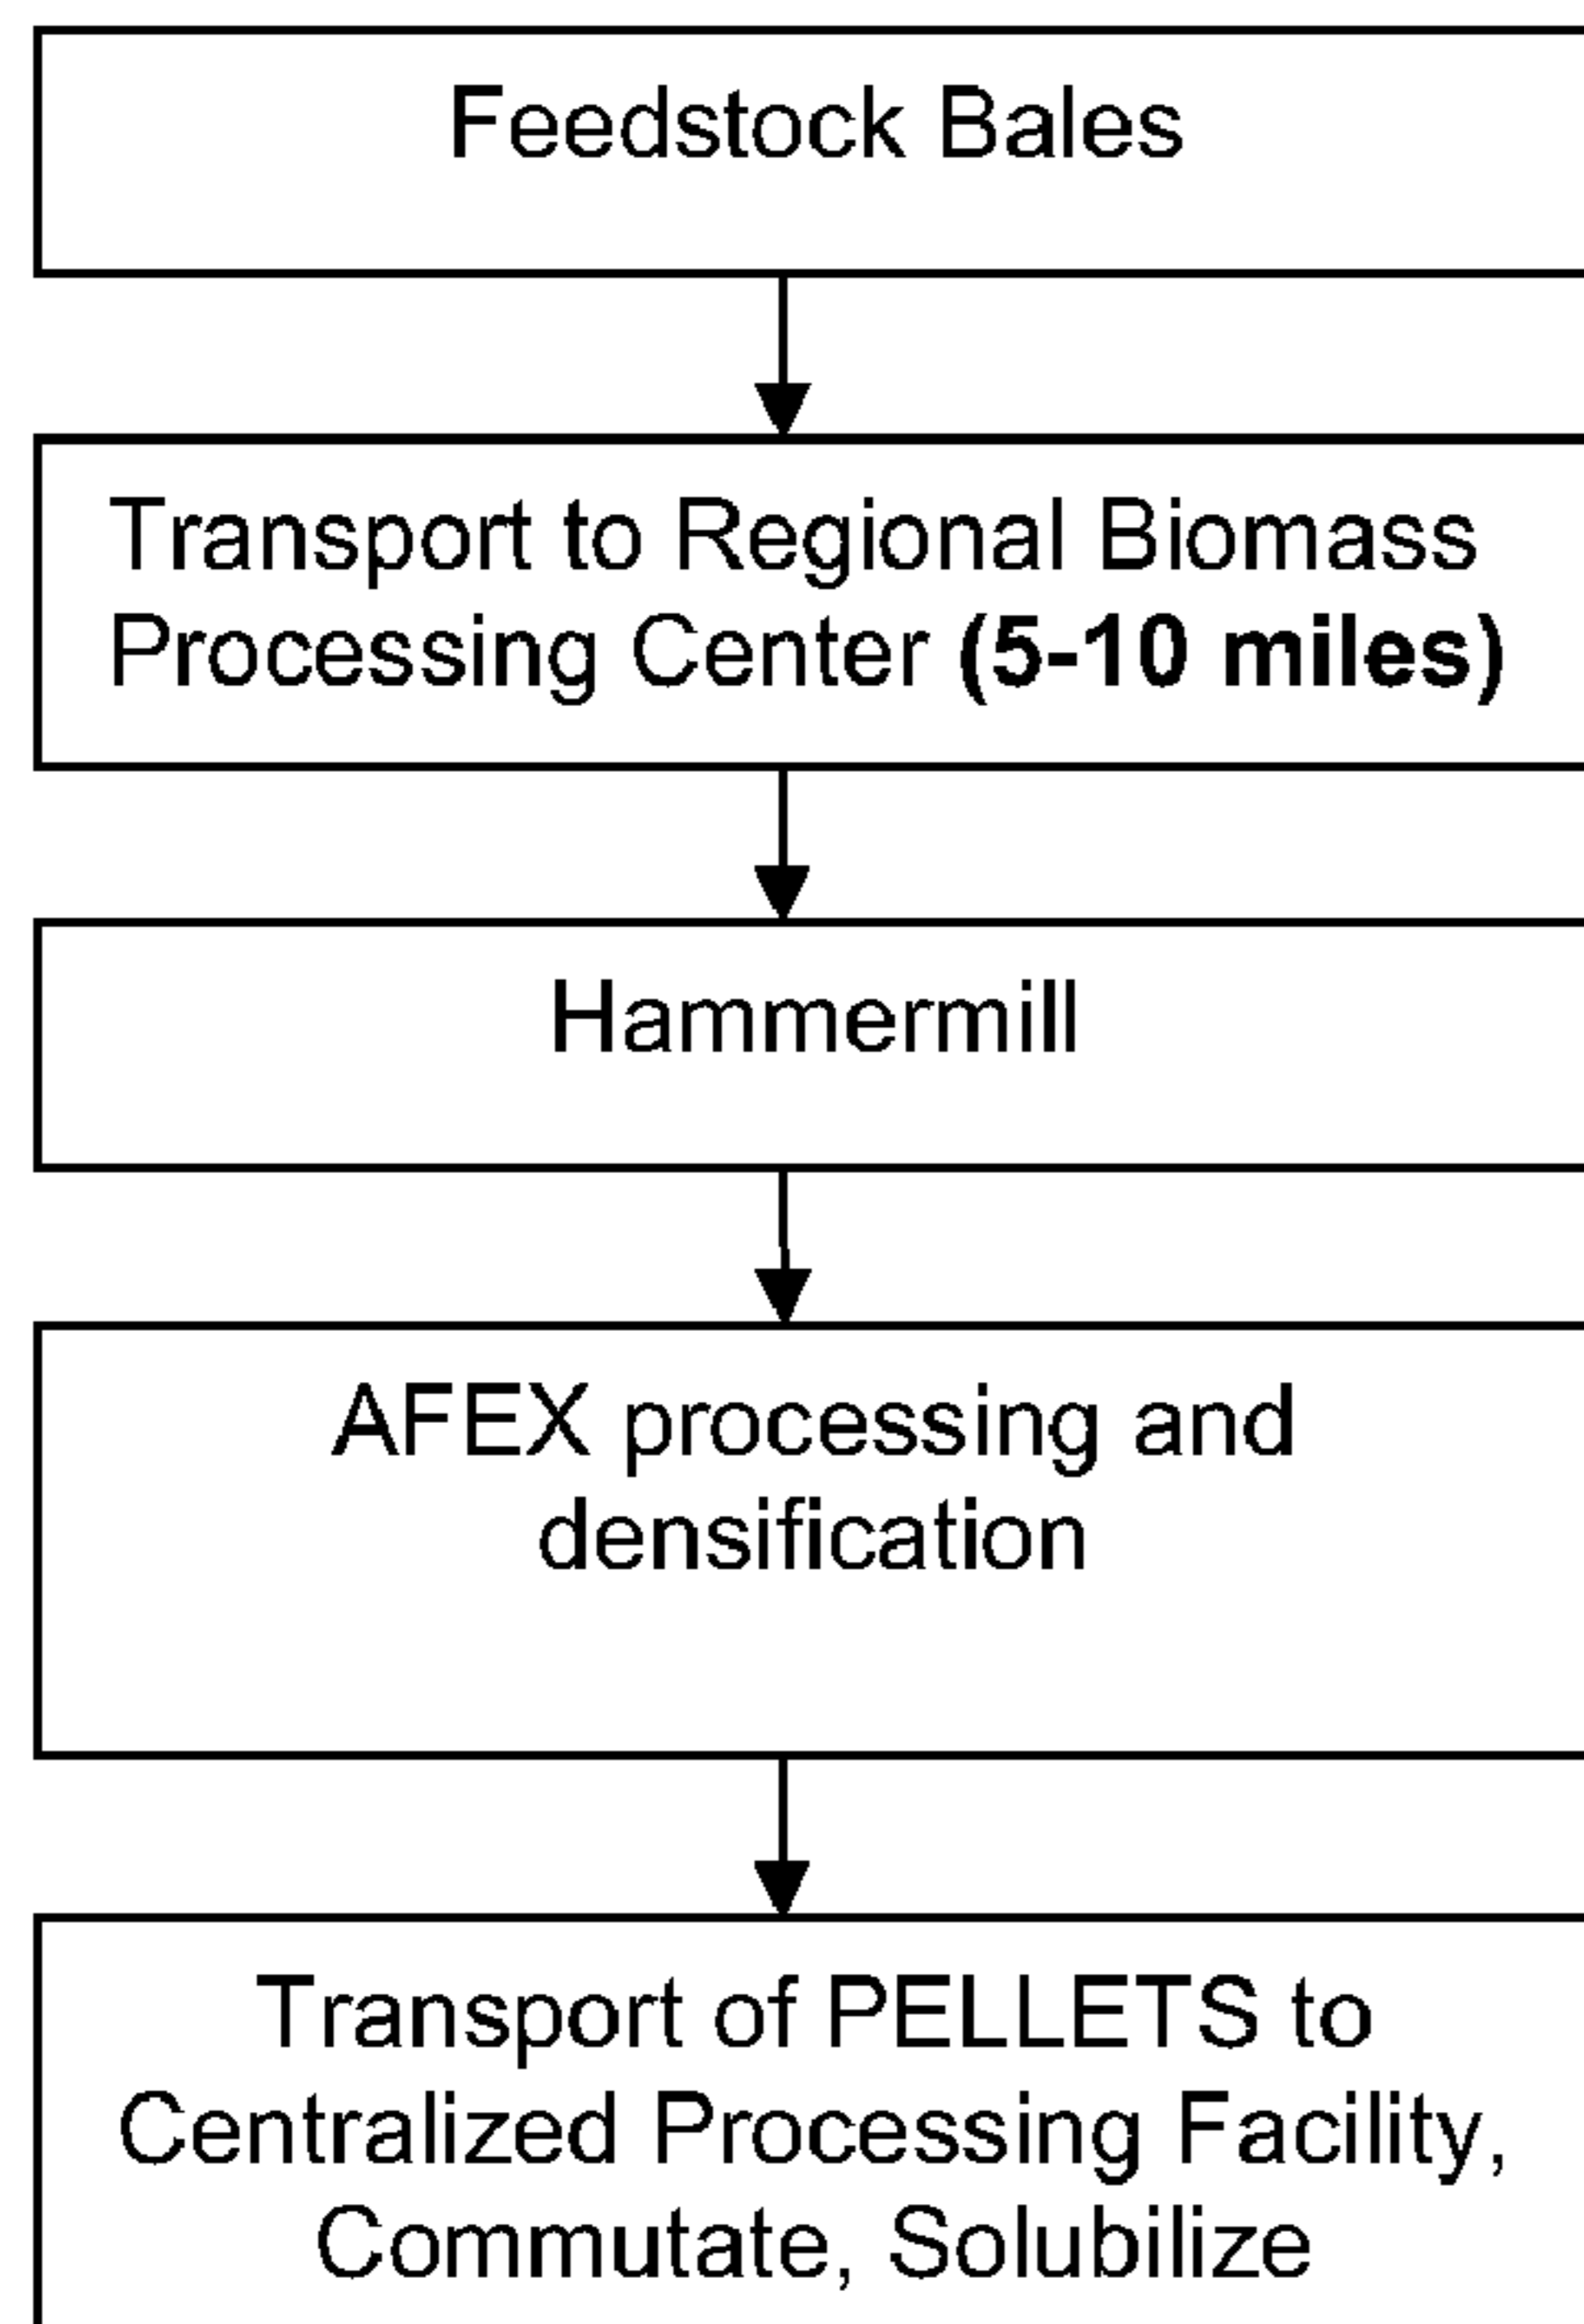 Feedstock Bales
Transport to Regional Biomass
Processing Center (5-10 miles)
Hammermill
AFEX processing and
densification
Transport of PELLETS to
Centralized Processing Facility,
Commutate, Solubilize